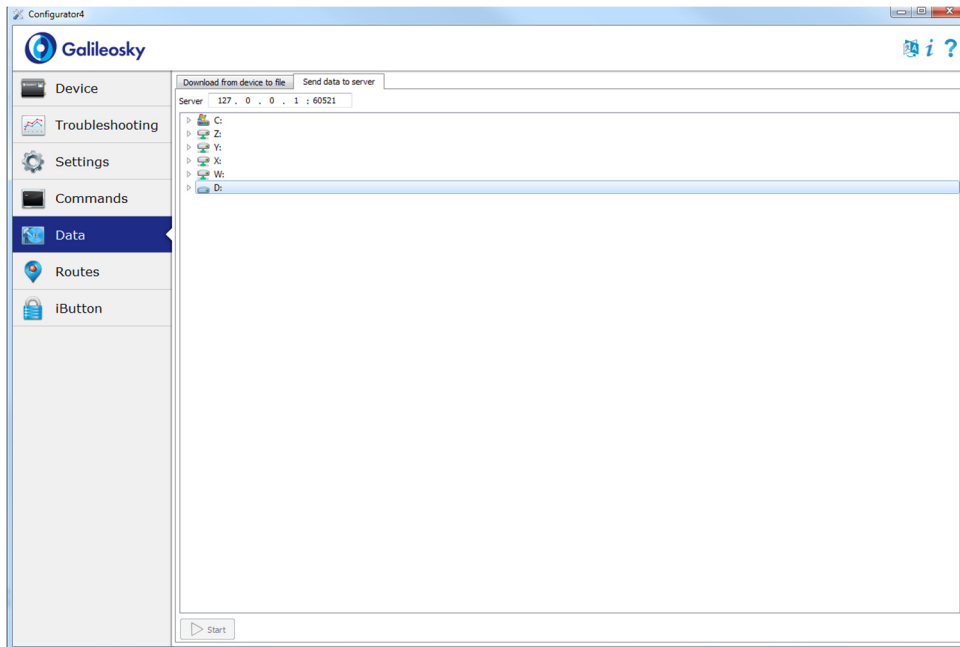 Configurator4
Galileosky
i ?
Device
Troubleshooting
Settings
Commands
Data
Routes
iButton
Download from device to file
Send data to server
Server 127 . 0 . 0 . 1 : 60521
C:
Z:
Y:
X:
W:
D:
Start